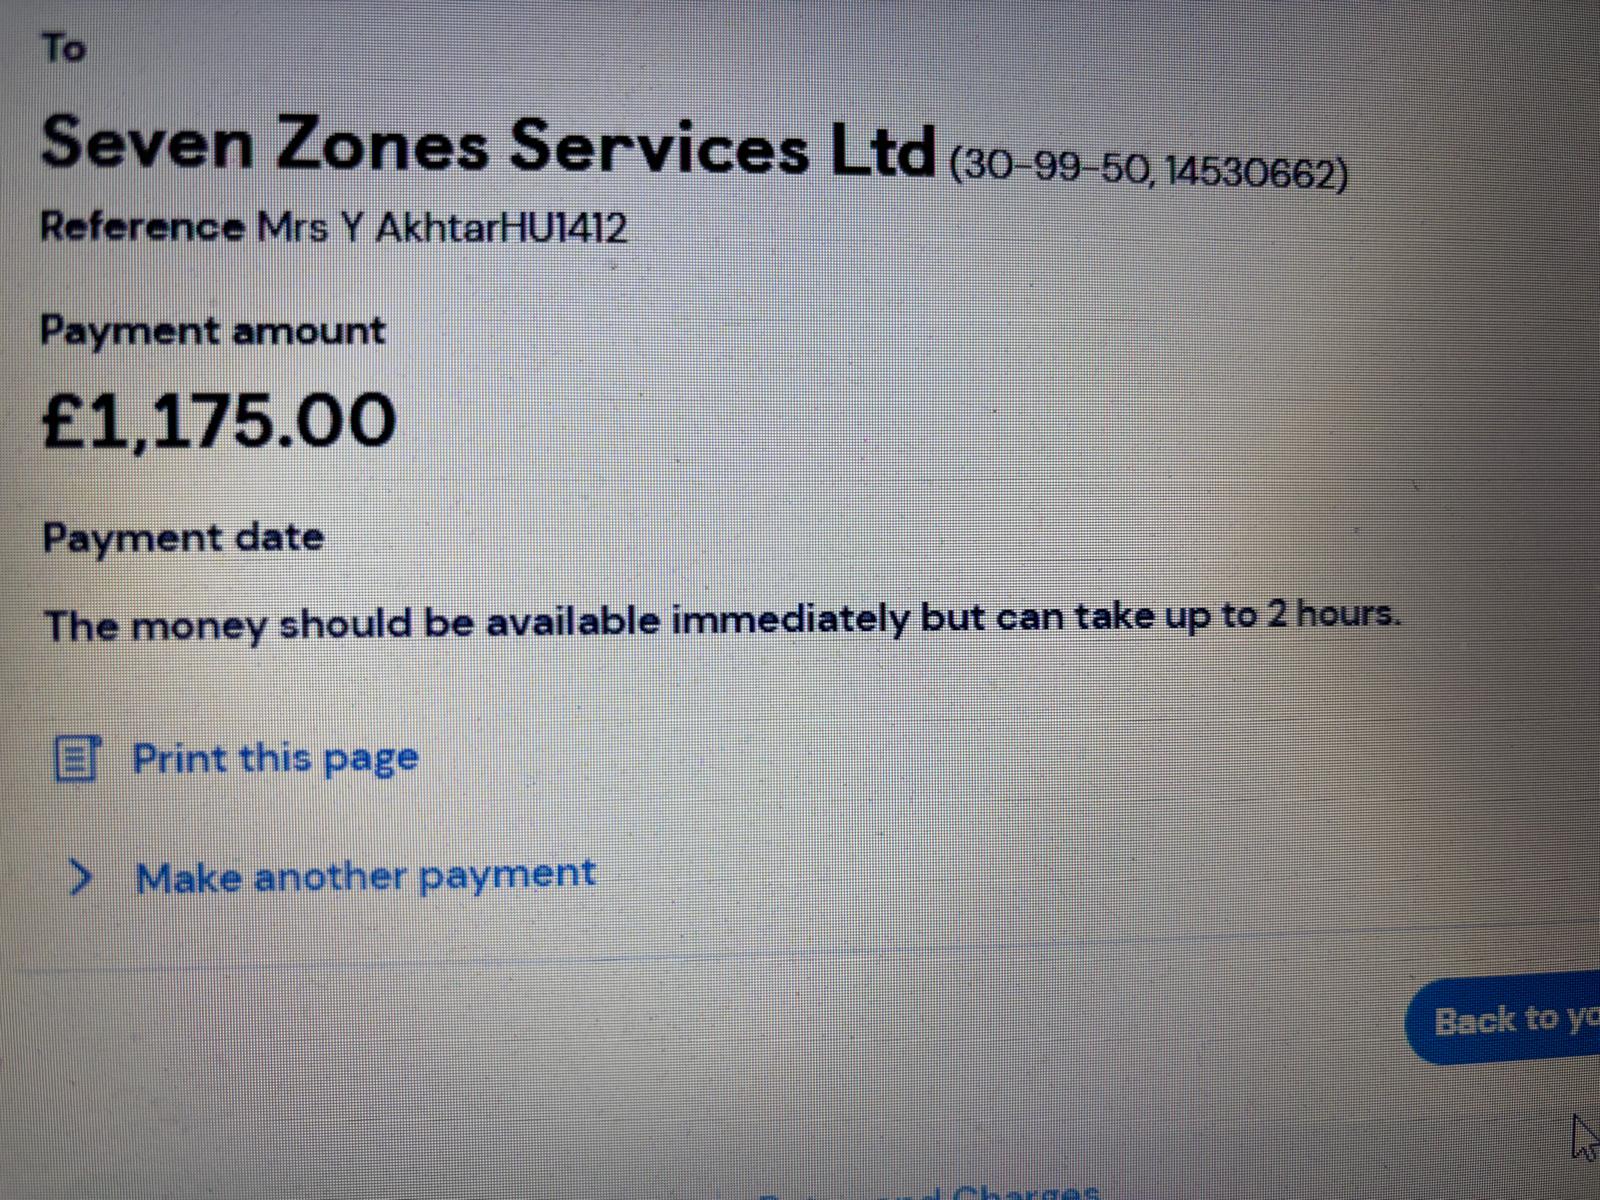 To
Seven Zones Services Ltd (30-99-50, 14530662)
Reference Mrs Y AkhtarHU1412
Payment amount
£1,175.00
Payment date
The money should be available immediately but can take up to 2 hours.
Print this page
Make another payment
Back to yo
and Charges